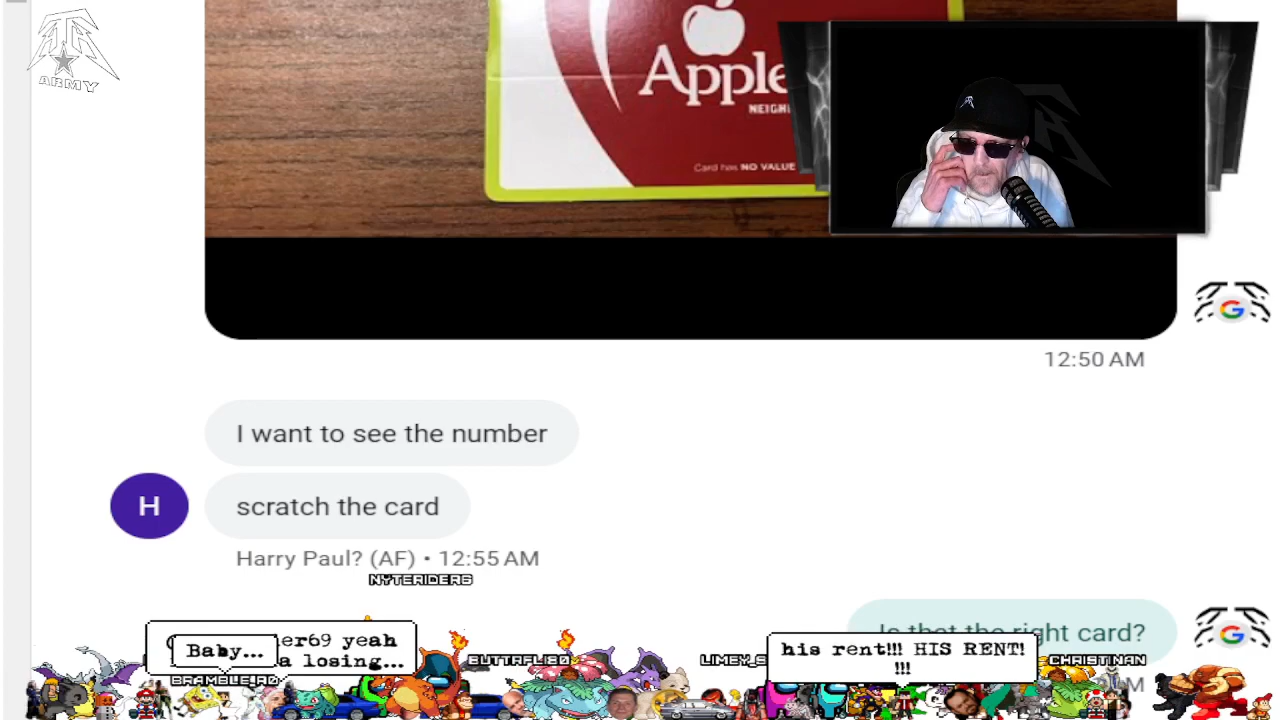 ARMY
Apple
NEIGH
Card has NO VALUE
12:50 AM
I want to see the number
H
scratch the card
Harry Paul? (AF) • 12:55 AM
NYTERIDER6
Is that the right card?
er69 yeah
a losing...
Baby...
his rent!!! HIS RENT!
!!!
BRAMBLE_RO
BUTTAFLI80
LIMEY_S
CHRISTINAN
AM